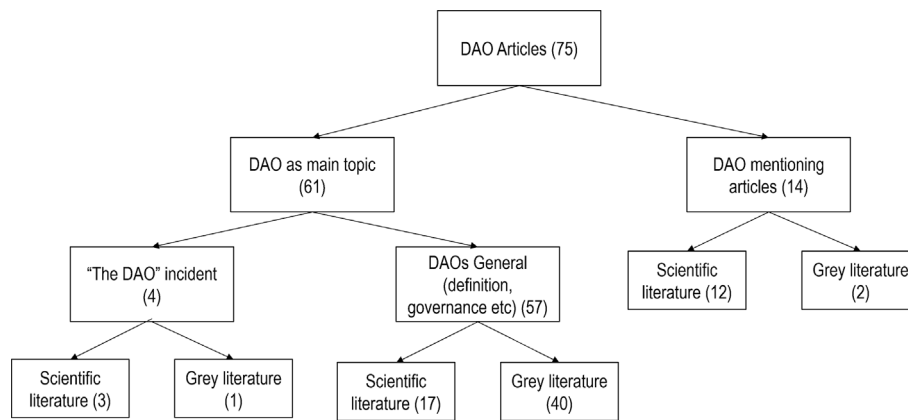 DAO Articles (75)
DAO as main topic
(61)
DAO mentioning
articles (14)
“The DAO” incident
(4)
DAOs General
(definition,
governance etc) (57)
Scientific
literature (12)
Grey literature
(2)
Scientific
literature (3)
Grey literature
(1)
Scientific
literature (17)
Grey literature
(40)